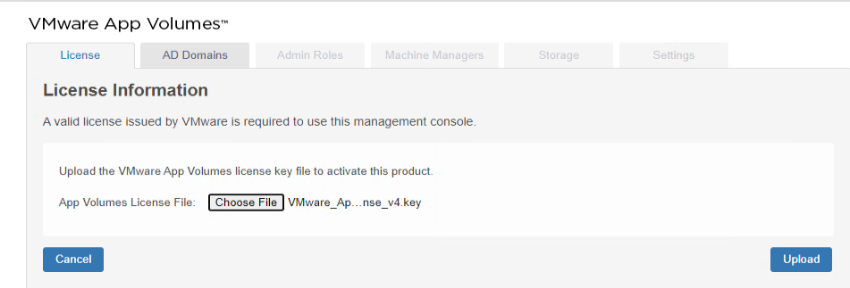 VMware App Volumes™
License AD Domains Admin Roles Machine Managers Storage Settings
License Information
A valid license issued by VMware is required to use this management console.
Upload the VMware App Volumes license key file to activate this product.
App Volumes License File: Choose File VMware_Ap...nse_v4.key
Cancel Upload